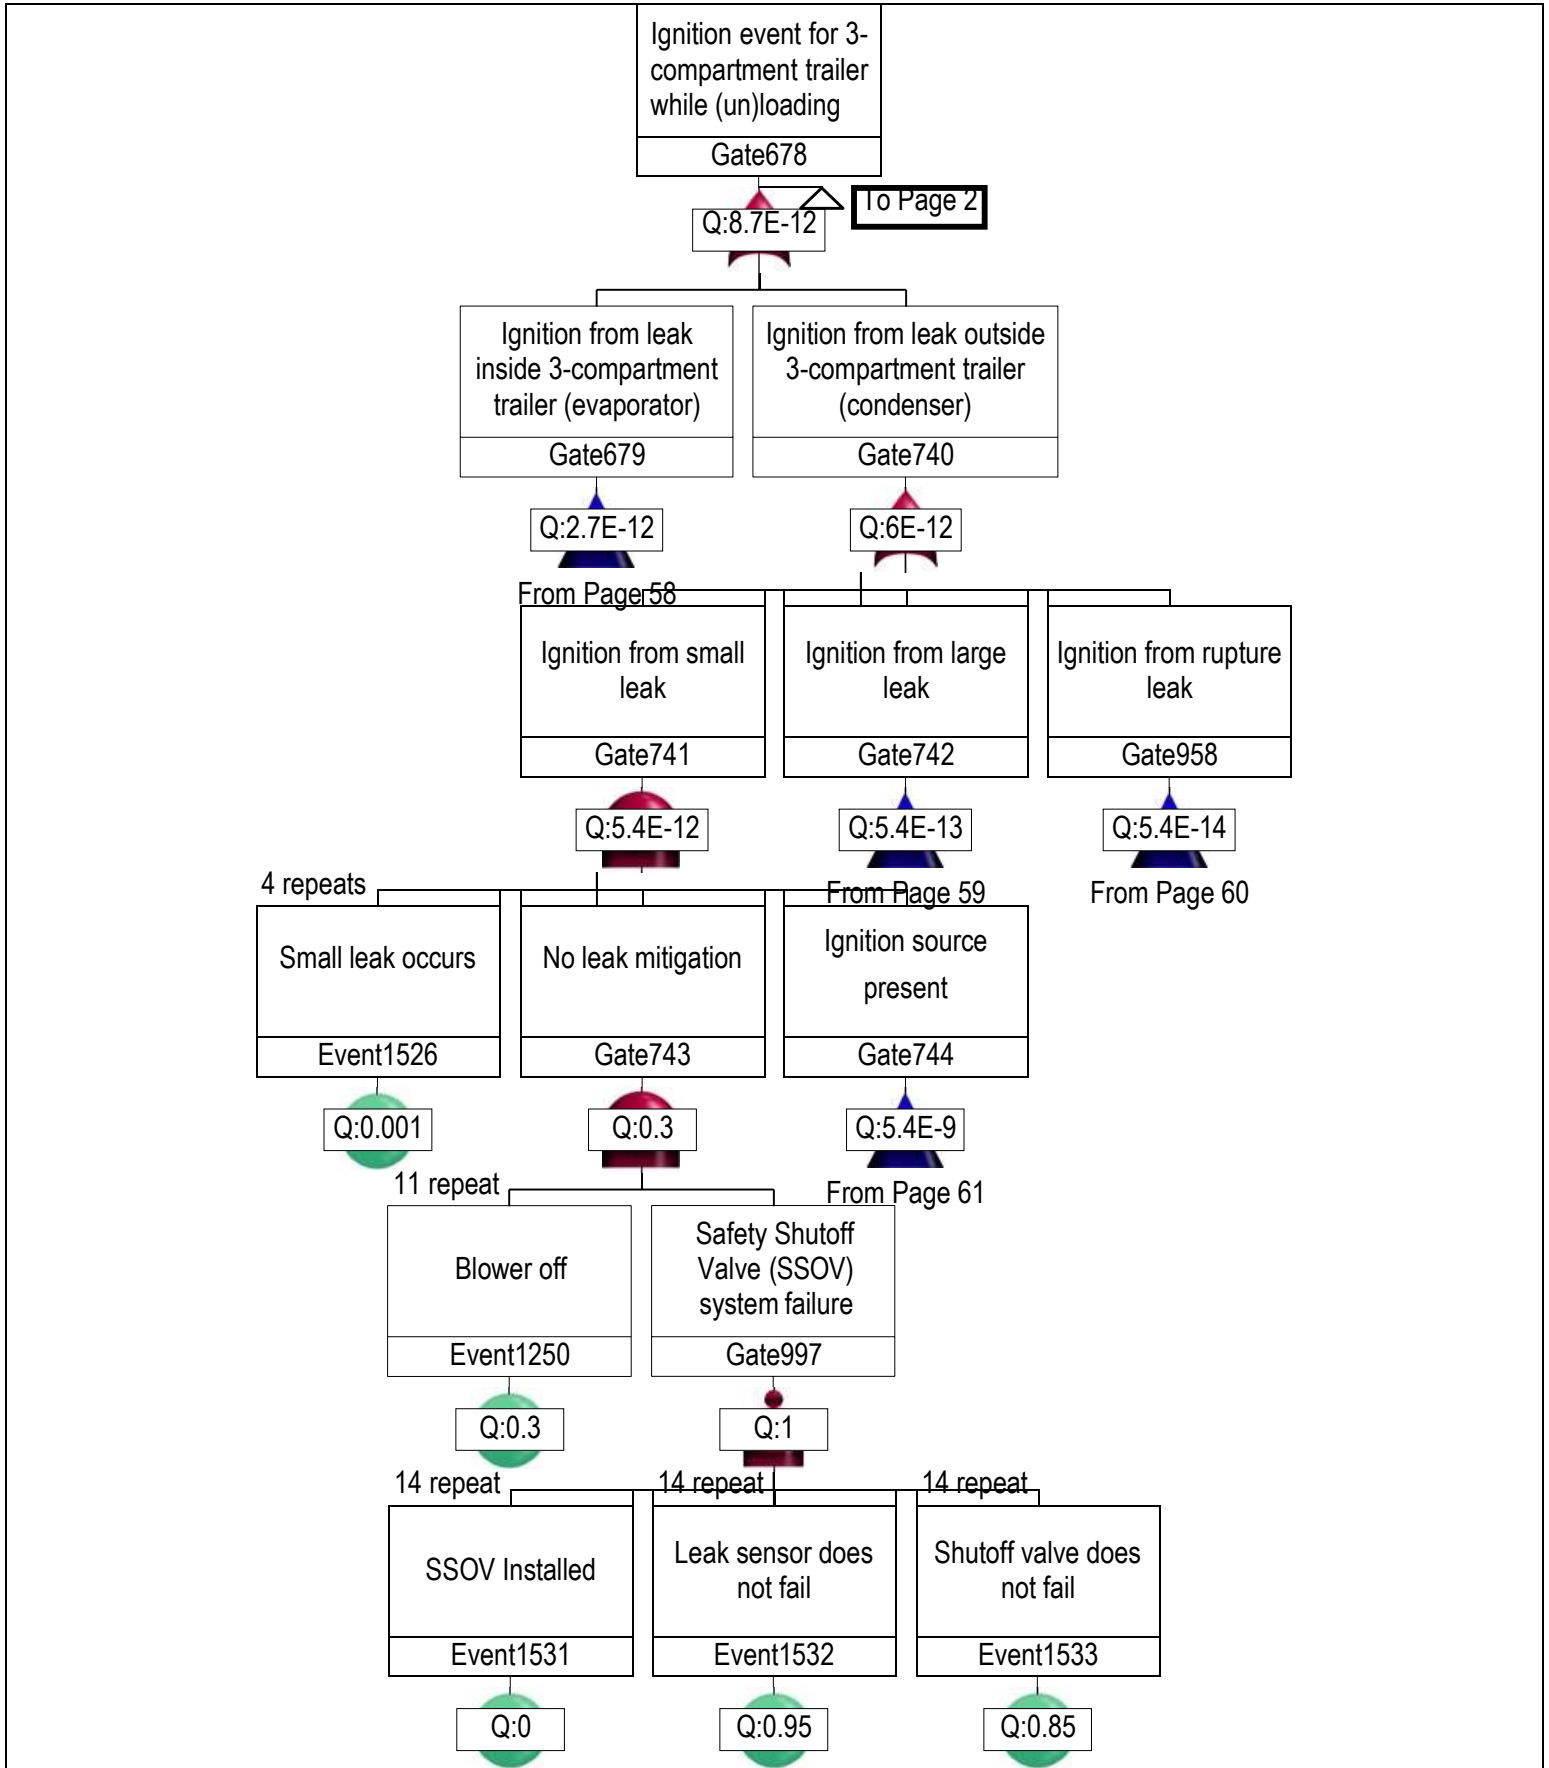 Ignition event for 3-
compartment trailer
while (un)loading
Gate678
To Page 2
Q:8.7E-12
Ignition from leak
inside 3-compartment
trailer (evaporator)
Gate679
Q:2.7E-12
From Page 58
Ignition from leak outside
3-compartment trailer
(condenser)
Gate740
Q:6E-12
Ignition from small
leak
Gate741
Q:5.4E-12
Ignition from large
leak
Gate742
Q:5.4E-13
From Page 59
Ignition from rupture
leak
Gate958
Q:5.4E-14
From Page 60
4 repeats
Small leak occurs
Event1526
Q:0.001
No leak mitigation
Gate743
Q:0.3
Ignition source
present
Gate744
Q:5.4E-9
From Page 61
11 repeat
Blower off
Event1250
Q:0.3
Safety Shutoff
Valve (SSOV)
system failure
Gate997
Q:1
14 repeat
SSOV Installed
Event1531
Q:0
14 repeat
Leak sensor does
not fail
Event1532
Q:0.95
14 repeat
Shutoff valve does
not fail
Event1533
Q:0.85